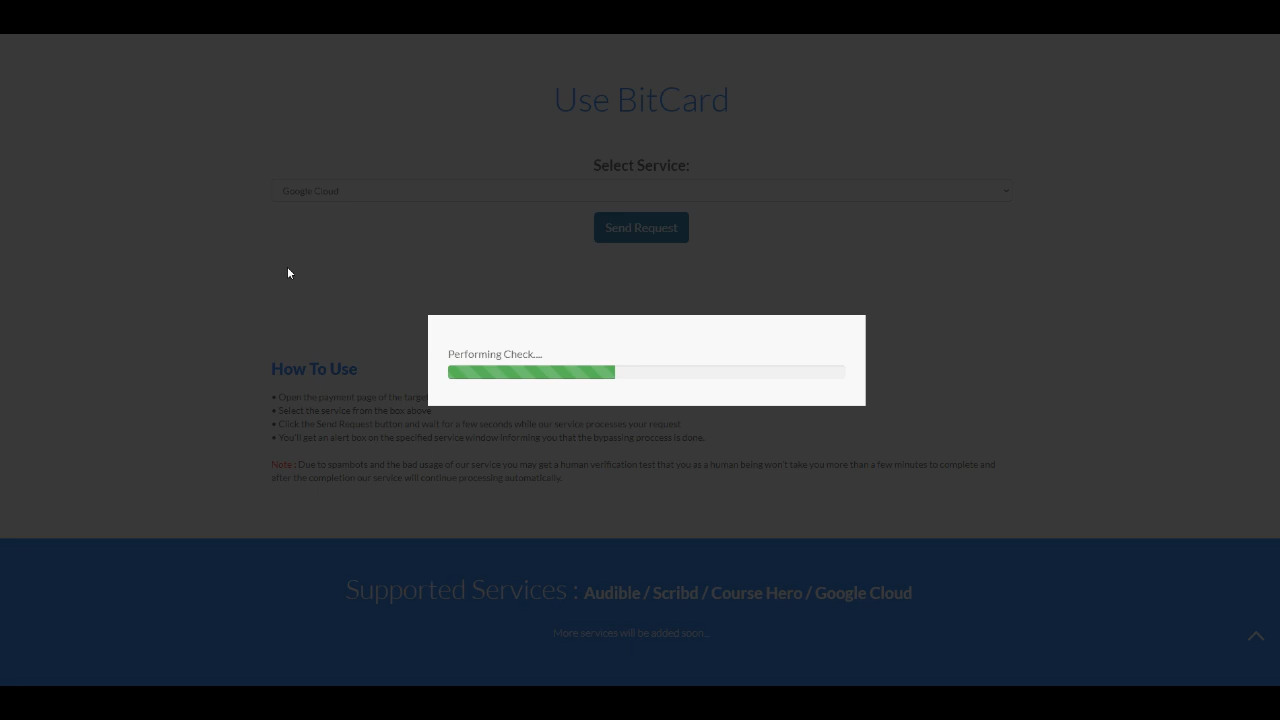 Use BitCard
Select Service:
Google Cloud
Send Request
Performing Check....
How To Use
• Open the payment page of the target
• Select the service from the box above
• Click the Send Request button and wait for a few seconds while our service processes your request
• You'll get an alert box on the specified service window informing you that the bypassing proccess is done.
Note : Due to spambots and the bad usage of our service you may get a human verification test that you as a human being won't take you more than a few minutes to complete and
after the completion our service will continue processing automatically.
Supported Services : Audible / Scribd / Course Hero / Google Cloud
More services will be added soon...